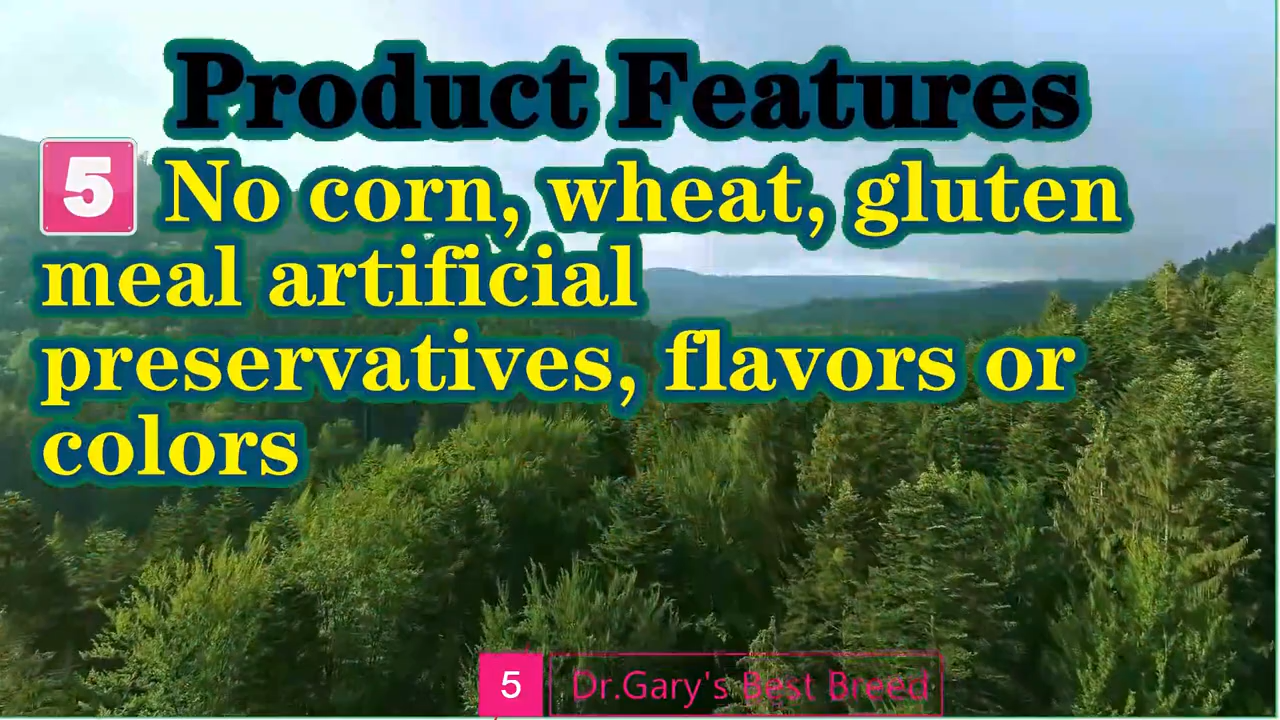 Product Features
5 No corn, wheat, gluten
meal artificial
preservatives, flavors or
colors
5 Dr.Gary's Best Breed